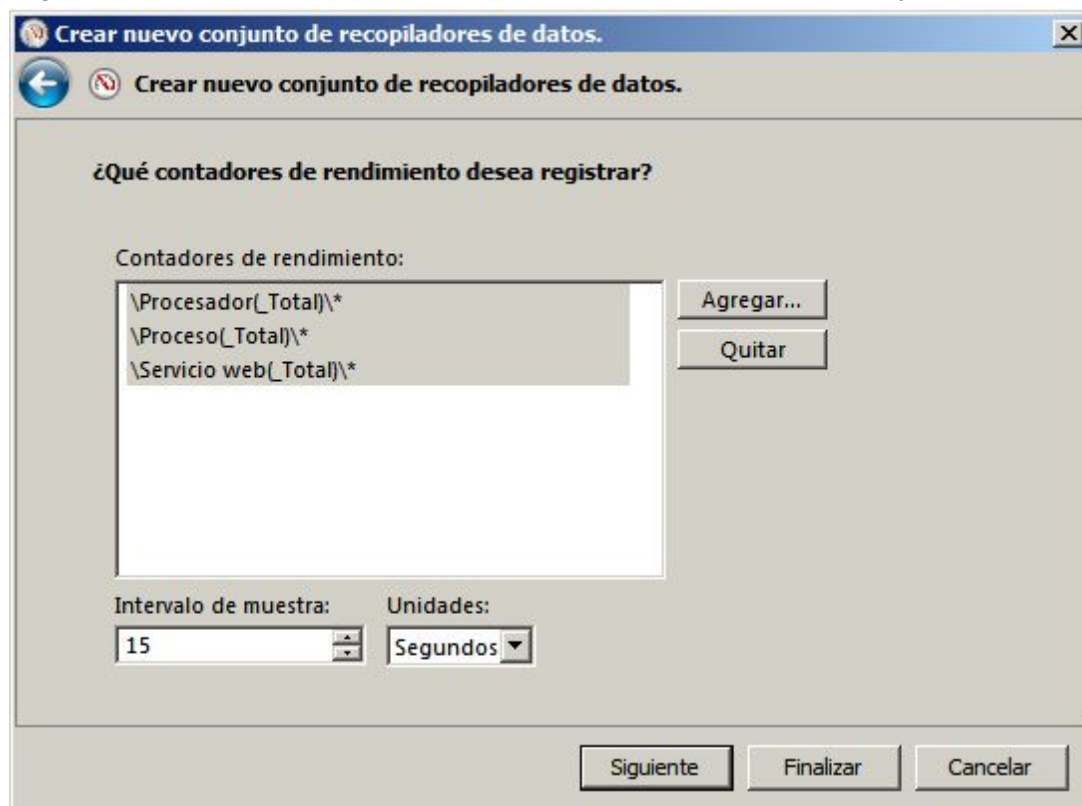 Crear nuevo conjunto de recopiladores de datos.
Crear nuevo conjunto de recopiladores de datos.
¿Qué contadores de rendimiento desea registrar?
Contadores de rendimiento:
\Procesador(_Total)\*
\Proceso(_Total)\*
\Servicio web(_Total)\*
Agregar...
Quitar
Intervalo de muestra: Unidades:
15 Segundos
Siguiente Finalizar Cancelar